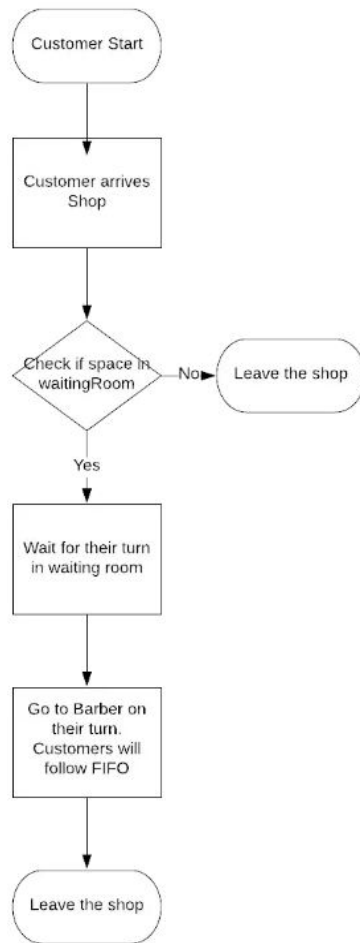 Customer Start
Customer arrives
Shop
Check if space in
waitingRoom
No
Leave the shop
Yes
Wait for their turn
in waiting room
Go to Barber on
their turn.
Customers will
follow FIFO
Leave the shop